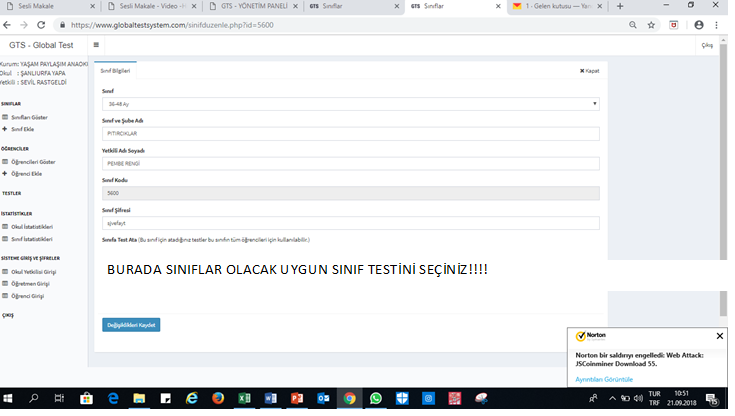 Sesli Makale
Sesli Makale - Video -
GTS - YÖNETİM PANELİ
GTS Sınıflar
GTS Sınıflar
1 - Gelen kutusu — Yan
https://www.globaltestsystem.com/sinifduzenle.php?id=5600
GTS - Global Test
Çıkış
Kurum: YAŞAM PAYLAŞIM ANAOK
Okul : ŞANLIURFA YAPA
Yetkili : SEVİL RASTGELDİ
SINIFLAR
Sınıfları Göster
Sınıf Ekle
ÖĞRENCİLER
Öğrencileri Göster
Öğrenci Ekle
TESTLER
İSTATİSTİKLER
Okul İstatistikleri
Sınıf İstatistikleri
SİSTEME GİRİŞ VE ŞİFRELER
Okul Yetkilisi Girişi
Öğretmen Girişi
Öğrenci Girişi
ÇIKIŞ
Sınıf Bilgileri
Kapat
Sınıf
36-48 Ay
Sınıf ve Şube Adı
PITIRCIKLAR
Yetkili Adı Soyadı
PEMBE RENGİ
Sınıf Kodu
5600
Sınıf Şifresi
sjvefayt
Sınıfa Test Ata (Bu sınıf için atadığınız testler bu sınıfın tüm öğrencileri için kullanılabilir.)
BURADA SINIFLAR OLACAK UYGUN SINIF TESTİNİ SEÇİNİZ!!!!
Değişiklikleri Kaydet
Norton
Norton bir saldırıyı engelledi: Web Attack:
JSCoinminer Download 55.
Ayrıntıları Görüntüle
TUR
TRF
10:51
21.09.2018